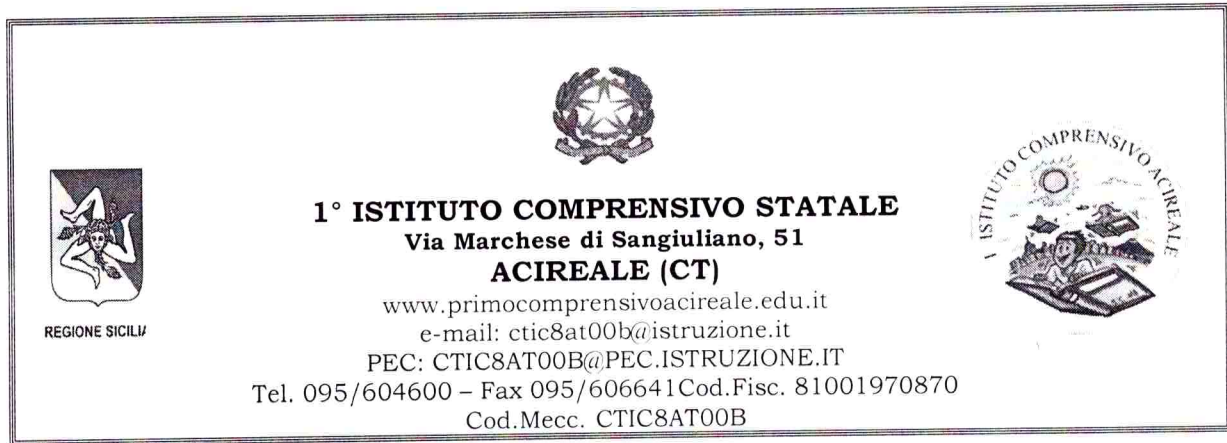 1° ISTITUTO COMPRENSIVO STATALE
Via Marchese di Sangiuliano, 51
ACIREALE (CT)
www.primocomprensivoacireale.edu.it
e-mail: ctic8at00b@istruzione.it
PEC: CTIC8AT00B@PEC.ISTRUZIONE.IT
Tel. 095/604600 – Fax 095/606641Cod.Fisc. 81001970870
Cod.Mecc. CTIC8AT00B
REGIONE SICILI
I ISTITUTO COMPRENSIVO ACIREALE